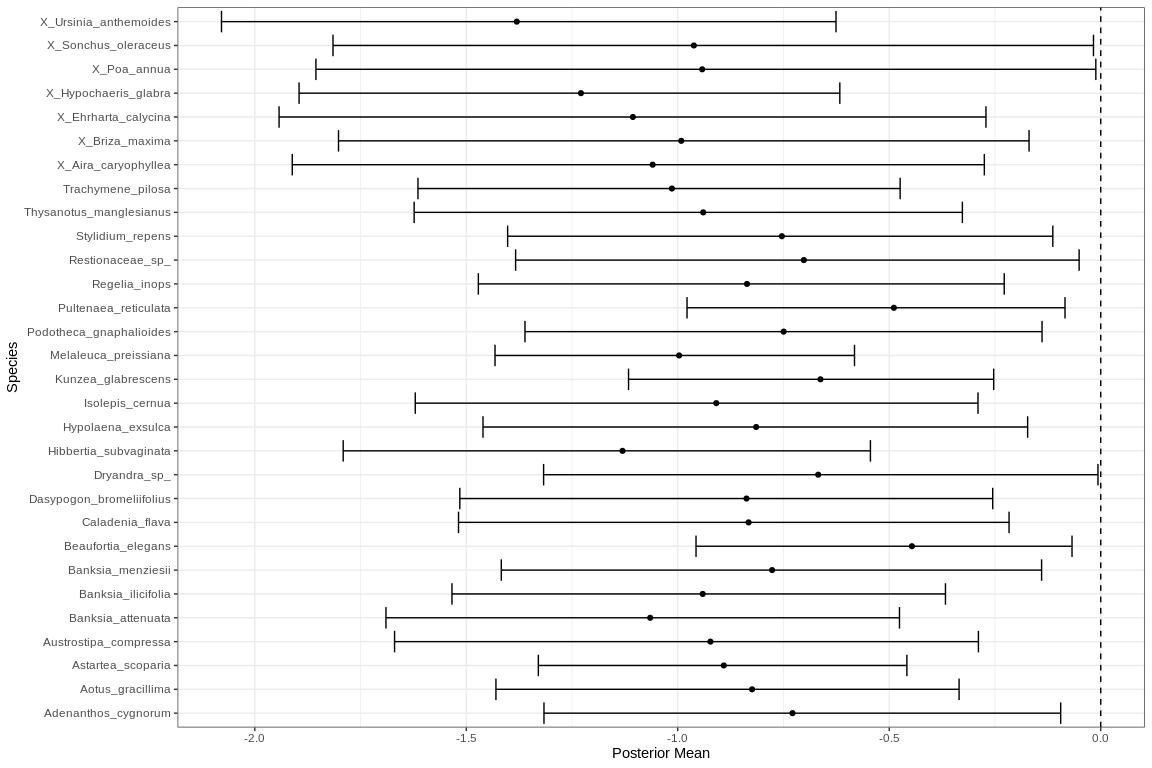 X_Ursinia_anthemoides
X_Sonchus_oleraceus
X_Poa_annua
X_Hypochaeris_glabra
X_Ehrharta_calycina
X_Briza_maxima
X_Aira_caryophyllea
Trachymene_pilosa
Thysanotus_manglesianus
Stylidium_repens
Restionaceae_sp_
Regelia_inops
Pultenaea_reticulata
Podotheca_gnaphalioides
Melaleuca_preissiana
Kunzea_glabrescens
Isolepis_cernua
Hypolaena_exsulca
Hibbertia_subvaginata
Dryandra_sp_
Dasypogon_bromeliifolius
Caladenia_flava
Beaufortia_elegans
Banksia_menziesii
Banksia_ilicifolia
Banksia_attenuata
Austrostipa_compressa
Astartea_scoparia
Aotus_gracillima
Adenanthos_cygnorum
Species
-2.0 -1.5 -1.0 -0.5 0.0
Posterior Mean